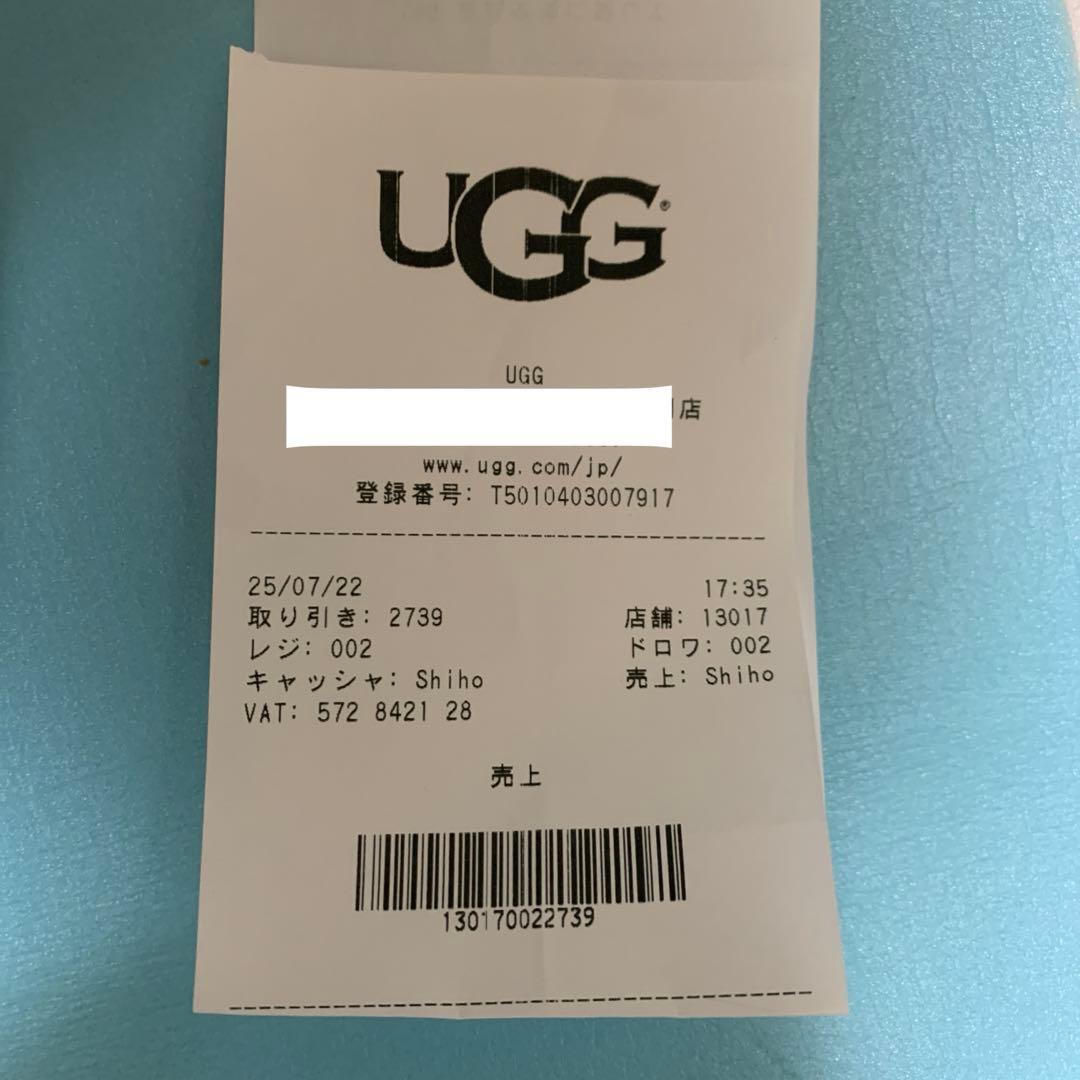 UGG®
UGG
店
www.ugg.com/jp/
登録番号: T5010403007917
25/07/22 17:35
取り引き: 2739 店舗: 13017
レジ: 002 ドロワ: 002
キャッシャ: Shiho 売上: Shiho
VAT: 572 8421 28
売上
130170022739